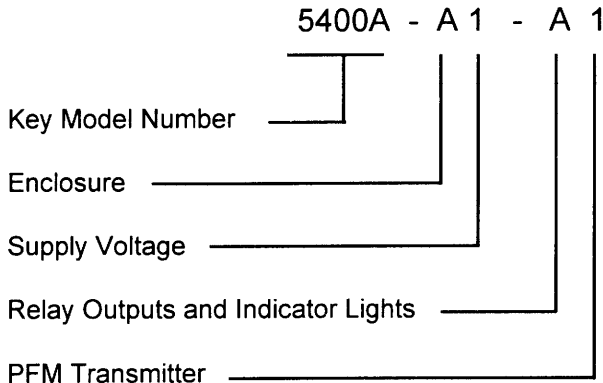 5400A - A 1 - A 1
Key Model Number
Enclosure
Supply Voltage
Relay Outputs and Indicator Lights
PFM Transmitter